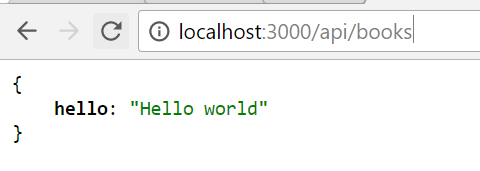 localhost:3000/api/books
{
    hello: "Hello world"
}